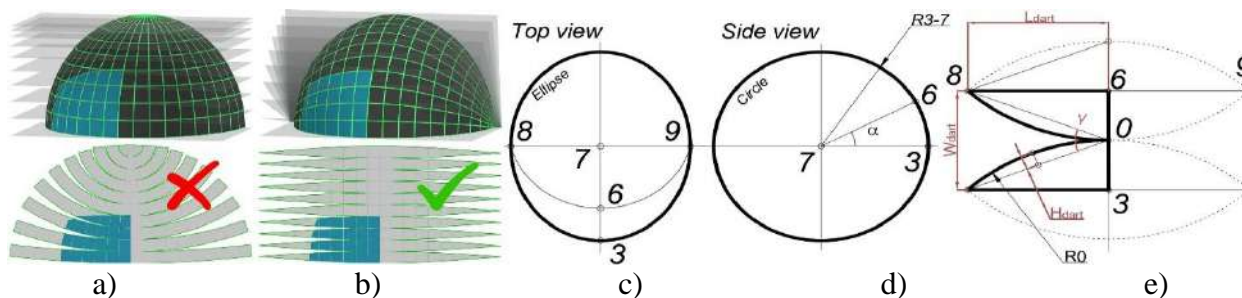 Top view
Ellipse
8
7
9
6
3
Side view
Circle
R3-7
α
6
7
3
Ldart
8
6
9
0
γ
Wdart
Hdart
3
R0
a)
b)
c)
d)
e)